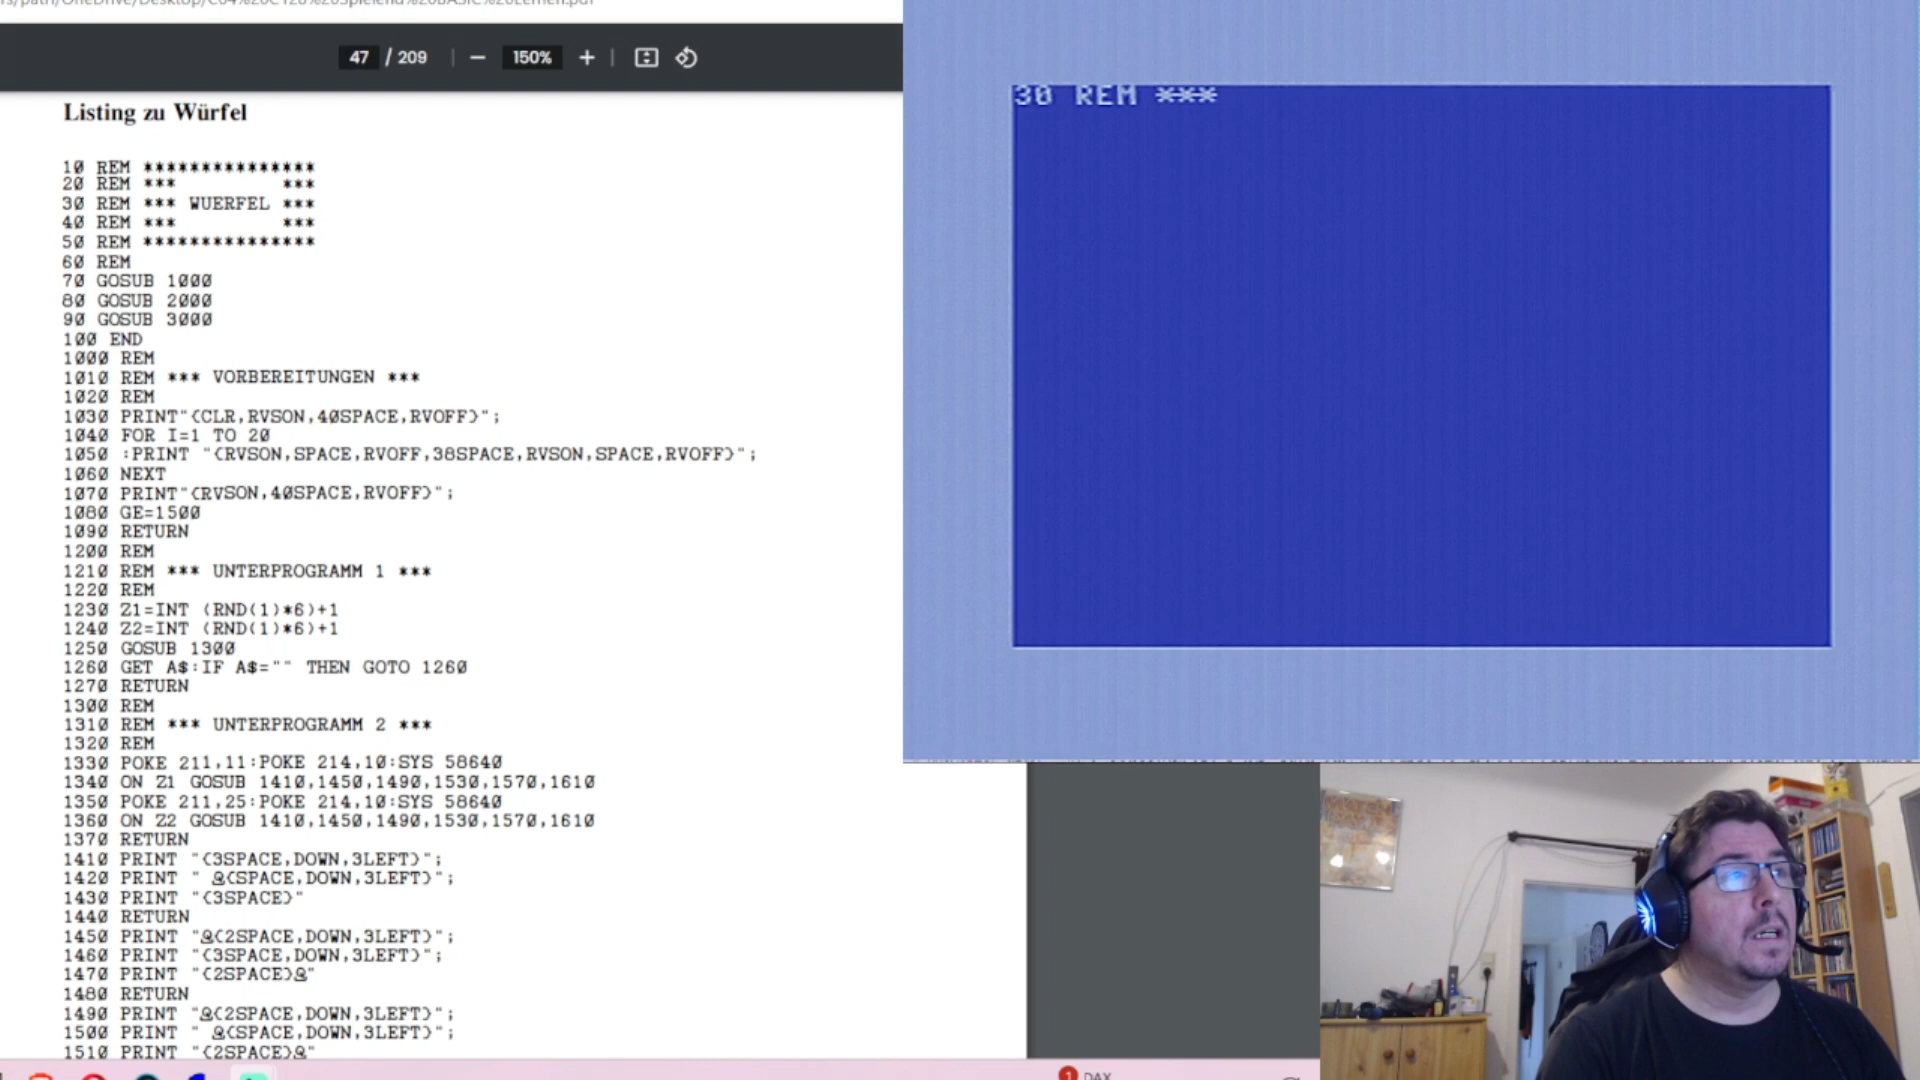 47 / 209
150%
Listing zu Würfel
10 REM ***************
20 REM ***         ***
30 REM *** WUERFEL ***
40 REM ***         ***
50 REM ***************
60 REM
70 GOSUB 1000
80 GOSUB 2000
90 GOSUB 3000
100 END
1000 REM
1010 REM *** VORBEREITUNGEN ***
1020 REM
1030 PRINT"{CLR,RVSON,40SPACE,RVOFF}";
1040 FOR I=1 TO 20
1050 :PRINT "{RVSON,SPACE,RVOFF,38SPACE,RVSON,SPACE,RVOFF}";
1060 NEXT
1070 PRINT"{RVSON,40SPACE,RVOFF}";
1080 GE=1500
1090 RETURN
1200 REM
1210 REM *** UNTERPROGRAMM 1 ***
1220 REM
1230 Z1=INT (RND(1)*6)+1
1240 Z2=INT (RND(1)*6)+1
1250 GOSUB 1300
1260 GET A$:IF A$="" THEN GOTO 1260
1270 RETURN
1300 REM
1310 REM *** UNTERPROGRAMM 2 ***
1320 REM
1330 POKE 211,11:POKE 214,10:SYS 58640
1340 ON Z1 GOSUB 1410,1450,1490,1530,1570,1610
1350 POKE 211,25:POKE 214,10:SYS 58640
1360 ON Z2 GOSUB 1410,1450,1490,1530,1570,1610
1370 RETURN
1410 PRINT "{3SPACE,DOWN,3LEFT}";
1420 PRINT " Q{SPACE,DOWN,3LEFT}";
1430 PRINT "{3SPACE}"
1440 RETURN
1450 PRINT "Q{2SPACE,DOWN,3LEFT}";
1460 PRINT "{3SPACE,DOWN,3LEFT}";
1470 PRINT "{2SPACE}Q"
1480 RETURN
1490 PRINT "Q{2SPACE,DOWN,3LEFT}";
1500 PRINT " Q{SPACE,DOWN,3LEFT}";
1510 PRINT "{2SPACE}Q"
30 REM ***
1 DAX